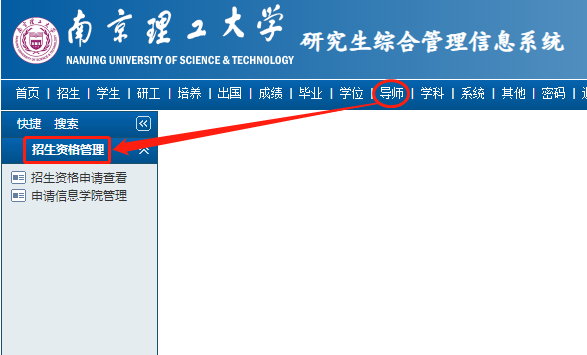 南京理工大学
NANJING UNIVERSITY OF SCIENCE & TECHNOLOGY
研究生综合管理信息系统
首页 | 招生 | 学生 | 研工 | 培养 | 出国 | 成绩 | 毕业 | 学位 | 导师 | 学科 | 系统 | 其他 | 密码 |
快捷 搜索
招生资格管理
招生资格申请查看
申请信息学院管理